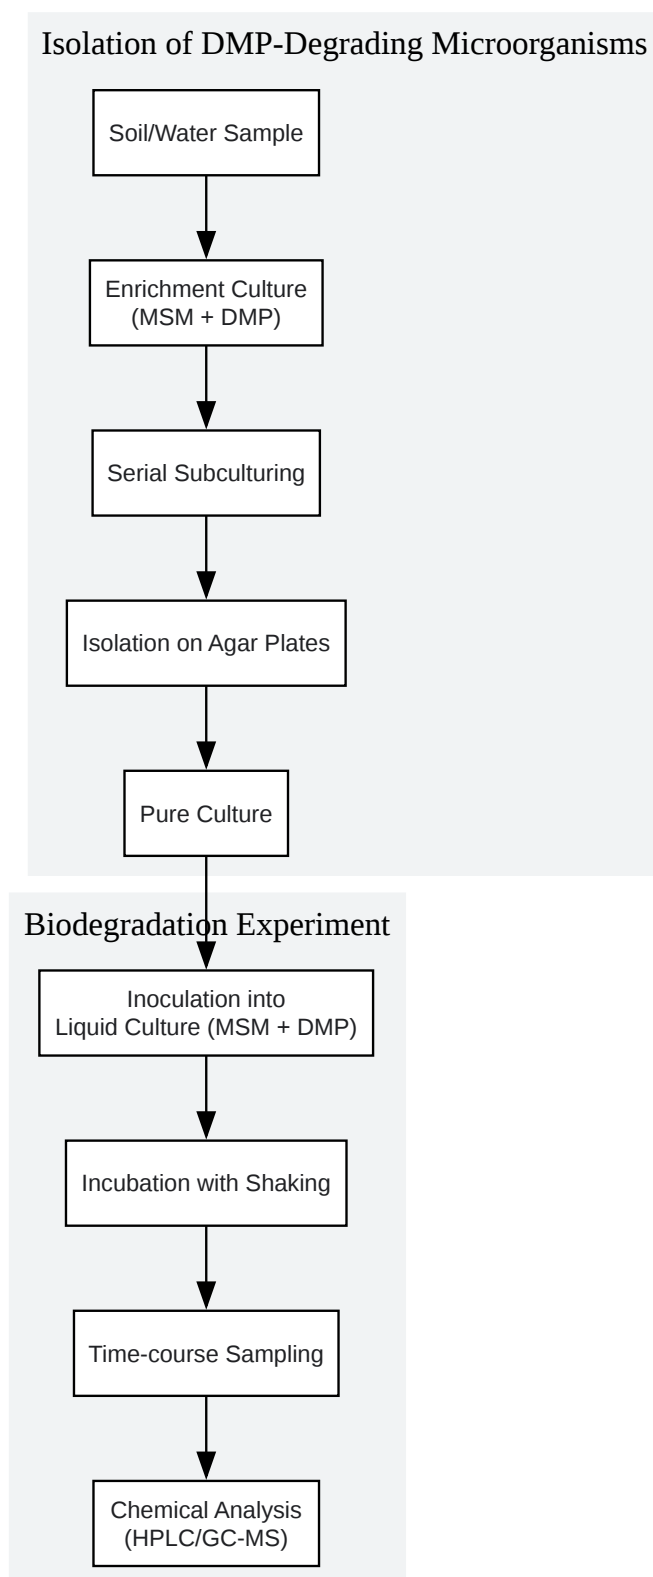 Isolation of DMP-Degrading Microorganisms
Soil/Water Sample
Enrichment Culture
(MSM + DMP)
Serial Subculturing
Isolation on Agar Plates
Pure Culture
Biodegradation Experiment
Inoculation into
Liquid Culture (MSM + DMP)
Incubation with Shaking
Time-course Sampling
Chemical Analysis
(HPLC/GC-MS)